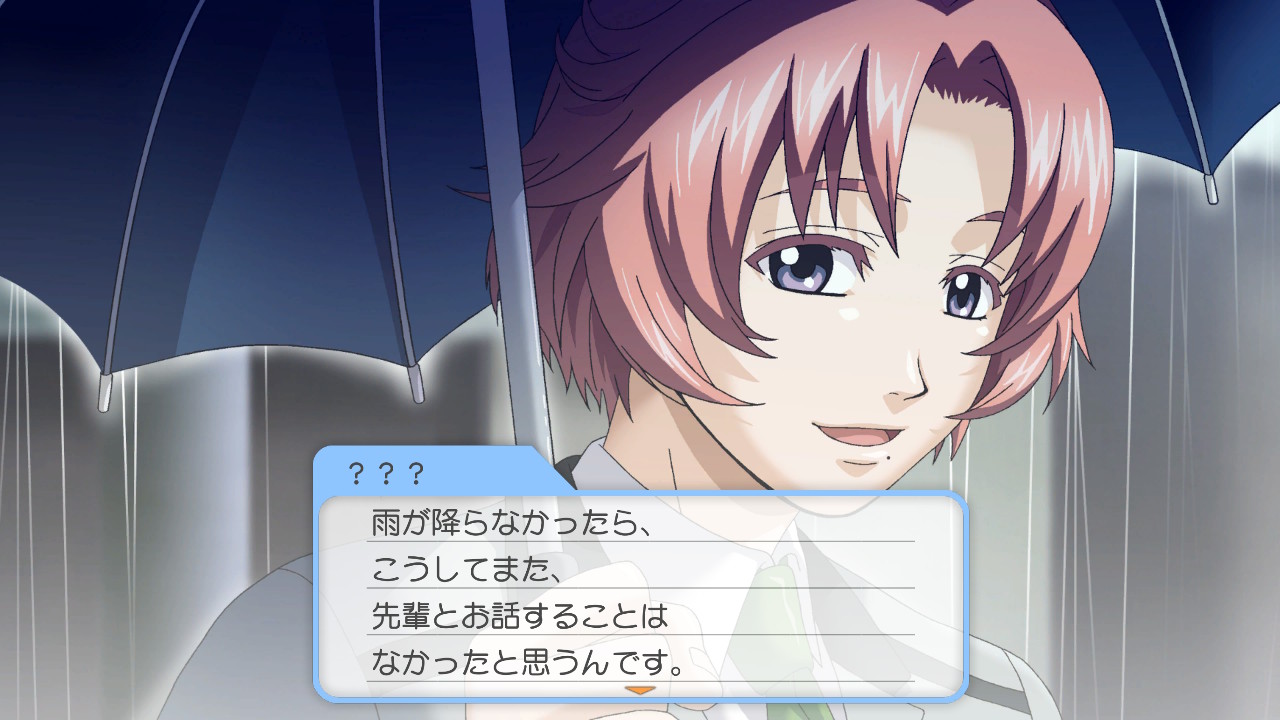 ？？？
雨が降らなかったら、
こうしてまた、
先輩とお話することは
なかったと思うんです。